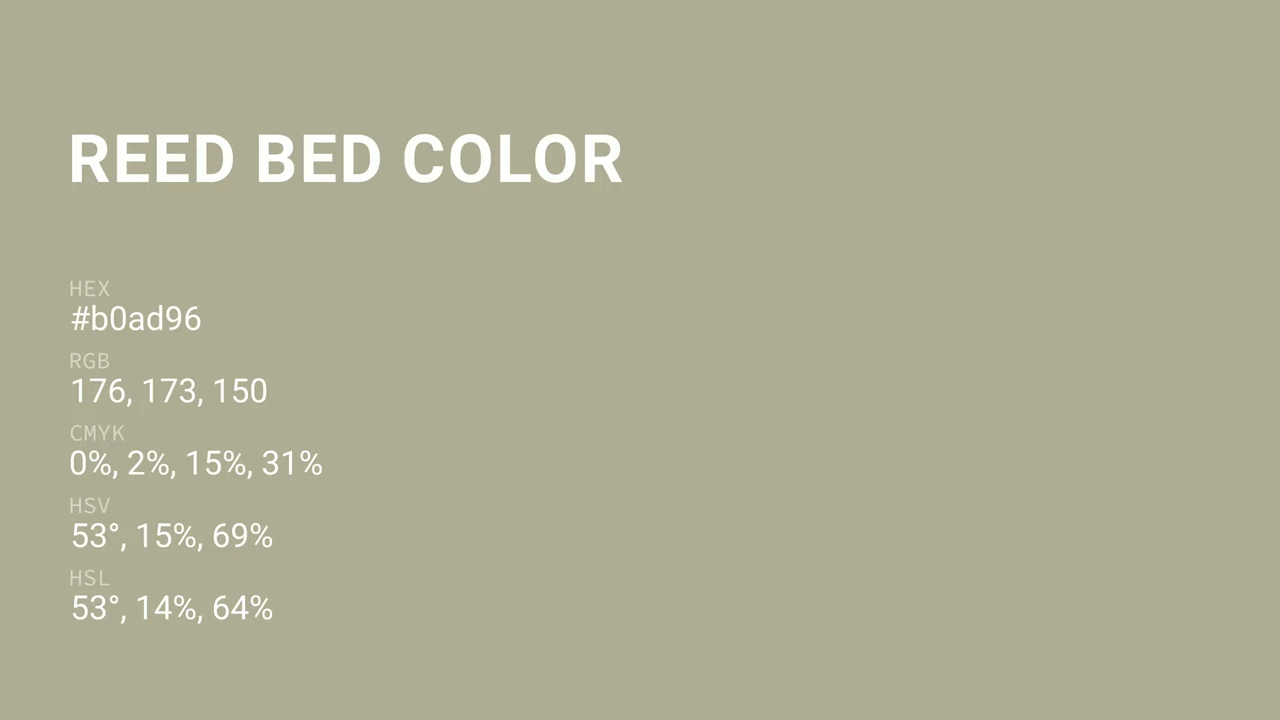 REED BED COLOR
HEX
#b0ad96
RGB
176, 173, 150
CMYK
0%, 2%, 15%, 31%
HSV
53°, 15%, 69%
HSL
53°, 14%, 64%